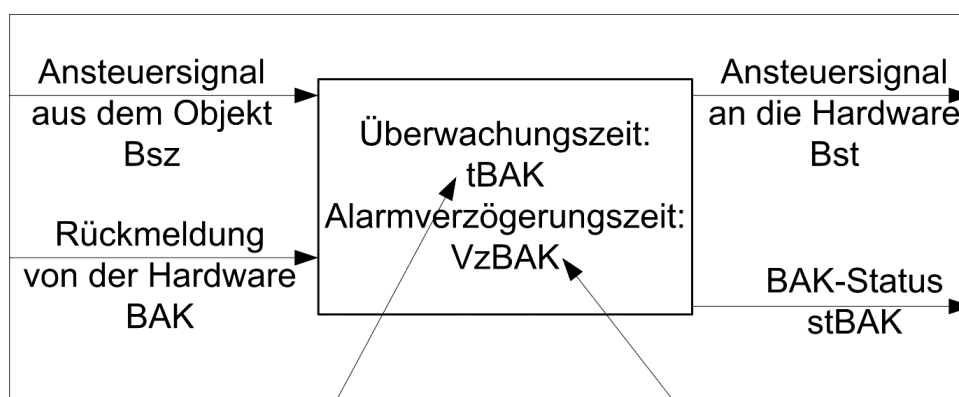 Ansteuersignal
aus dem Objekt
Bsz
Rückmeldung
von der Hardware
BAK
Überwachungszeit:
tBAK
Alarmverzögerungszeit:
VzBAK
Ansteuersignal
an die Hardware
Bst
BAK-Status
stBAK